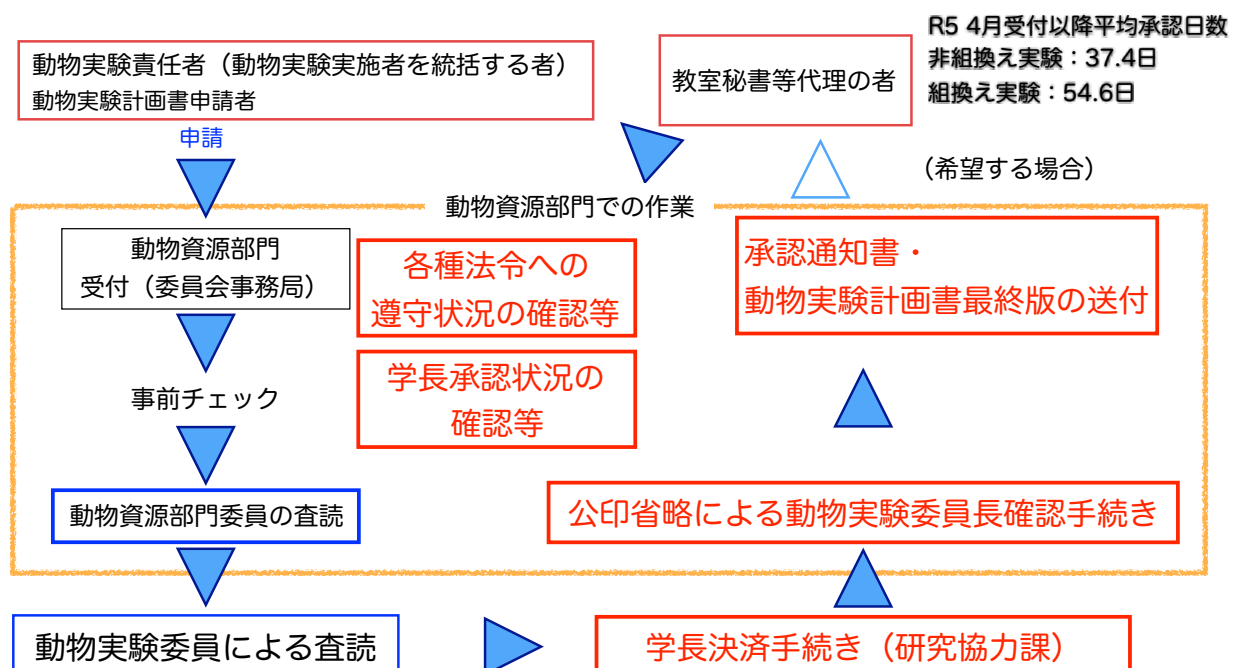 R5 4月受付以降平均承認日数
非組換え実験：37.4日
組換え実験：54.6日
動物実験責任者（動物実験実施者を統括する者）
動物実験計画書申請者
教室秘書等代理の者
申請
（希望する場合）
動物資源部門での作業
動物資源部門
受付（委員会事務局）
各種法令への
遵守状況の確認等
承認通知書・
動物実験計画書最終版の送付
事前チェック
学長承認状況の
確認等
動物資源部門委員の査読
公印省略による動物実験委員長確認手続き
動物実験委員による査読
学長決済手続き（研究協力課）